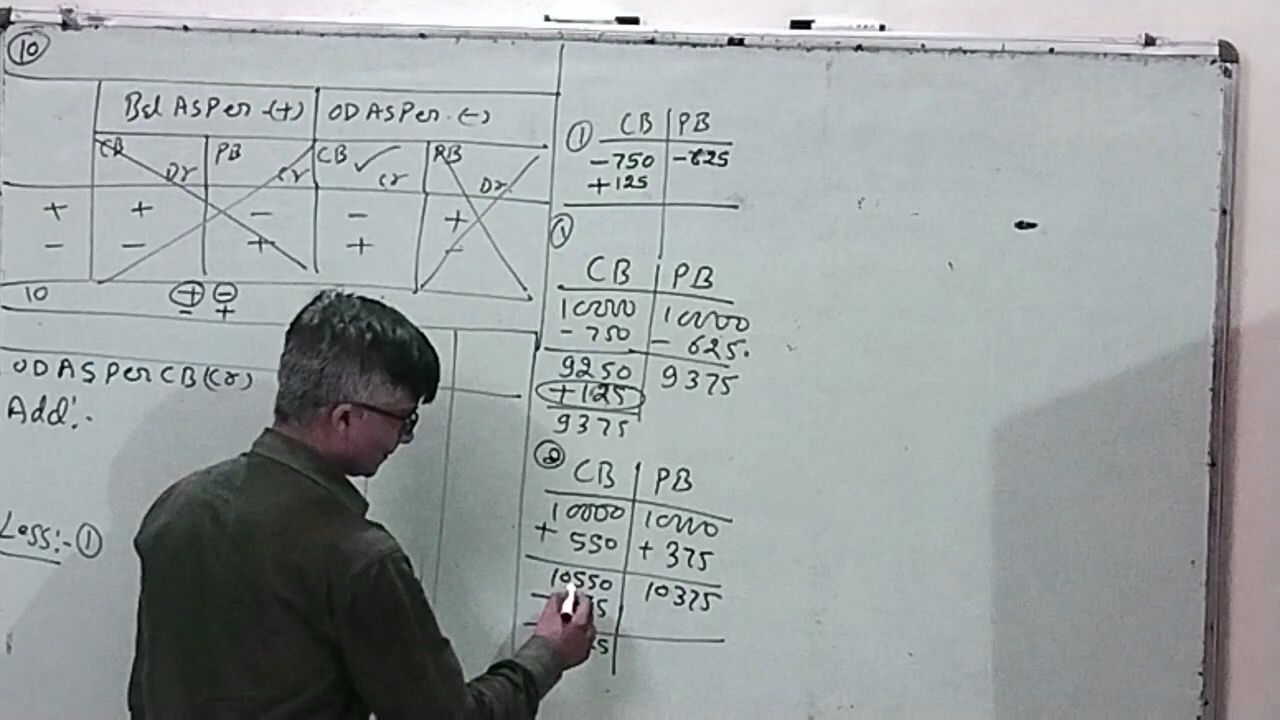 10
Bal AS Per (+) OD AS Per (-)
CB Dr PB Cr CB ✓ Cr PB Dr
+ + - - +
- - + + -
10 + -
- +
OD AS Per CB (Cr)
Add:-
Less:- ①
① CB PB
-750 -625
+125
①
CB PB
10000 10000
- 750 - 625
9250 9375
+125
9375
② CB PB
10000 10000
+ 550 + 375
10550 10375